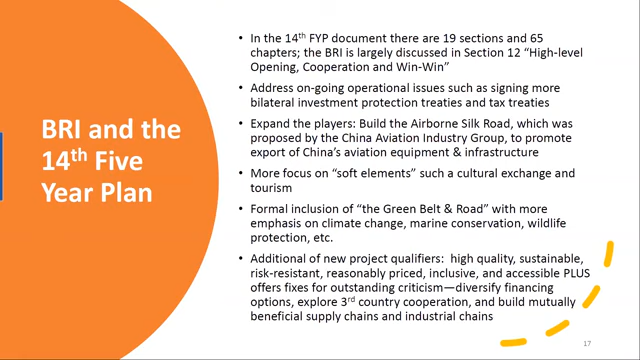 BRI and the
14th Five
Year Plan
• In the 14th FYP document there are 19 sections and 65
chapters; the BRI is largely discussed in Section 12 “High-level
Opening, Cooperation and Win-Win”
• Address on-going operational issues such as signing more
bilateral investment protection treaties and tax treaties
• Expand the players: Build the Airborne Silk Road, which was
proposed by the China Aviation Industry Group, to promote
export of China’s aviation equipment & infrastructure
• More focus on “soft elements” such a cultural exchange and
tourism
• Formal inclusion of “the Green Belt & Road” with more
emphasis on climate change, marine conservation, wildlife
protection, etc.
• Additional of new project qualifiers:  high quality, sustainable,
risk-resistant, reasonably priced, inclusive, and accessible PLUS
offers fixes for outstanding criticism—diversify financing
options, explore 3rd country cooperation, and build mutually
beneficial supply chains and industrial chains
17